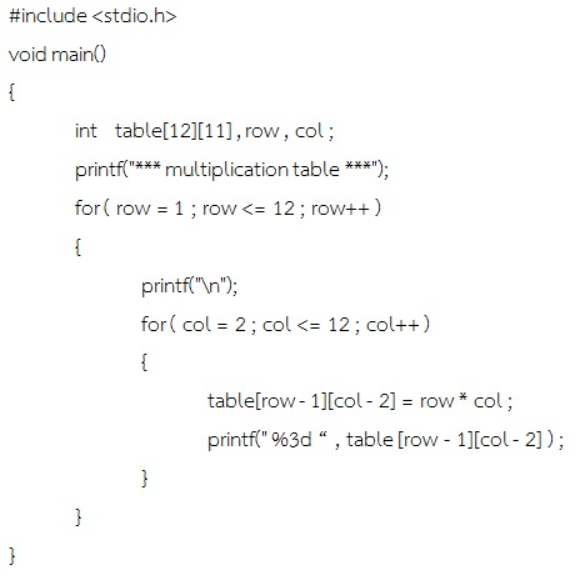 #include <stdio.h>
void main()
{
int table[12][11] , row , col ;
printf("*** multiplication table ***");
for( row = 1 ; row <= 12 ; row++ )
{
printf("\n");
for( col = 2 ; col <= 12 ; col++ )
{
table[row - 1][col - 2] = row * col ;
printf(" %3d “ , table [row - 1][col - 2] ) ;
}
}
}